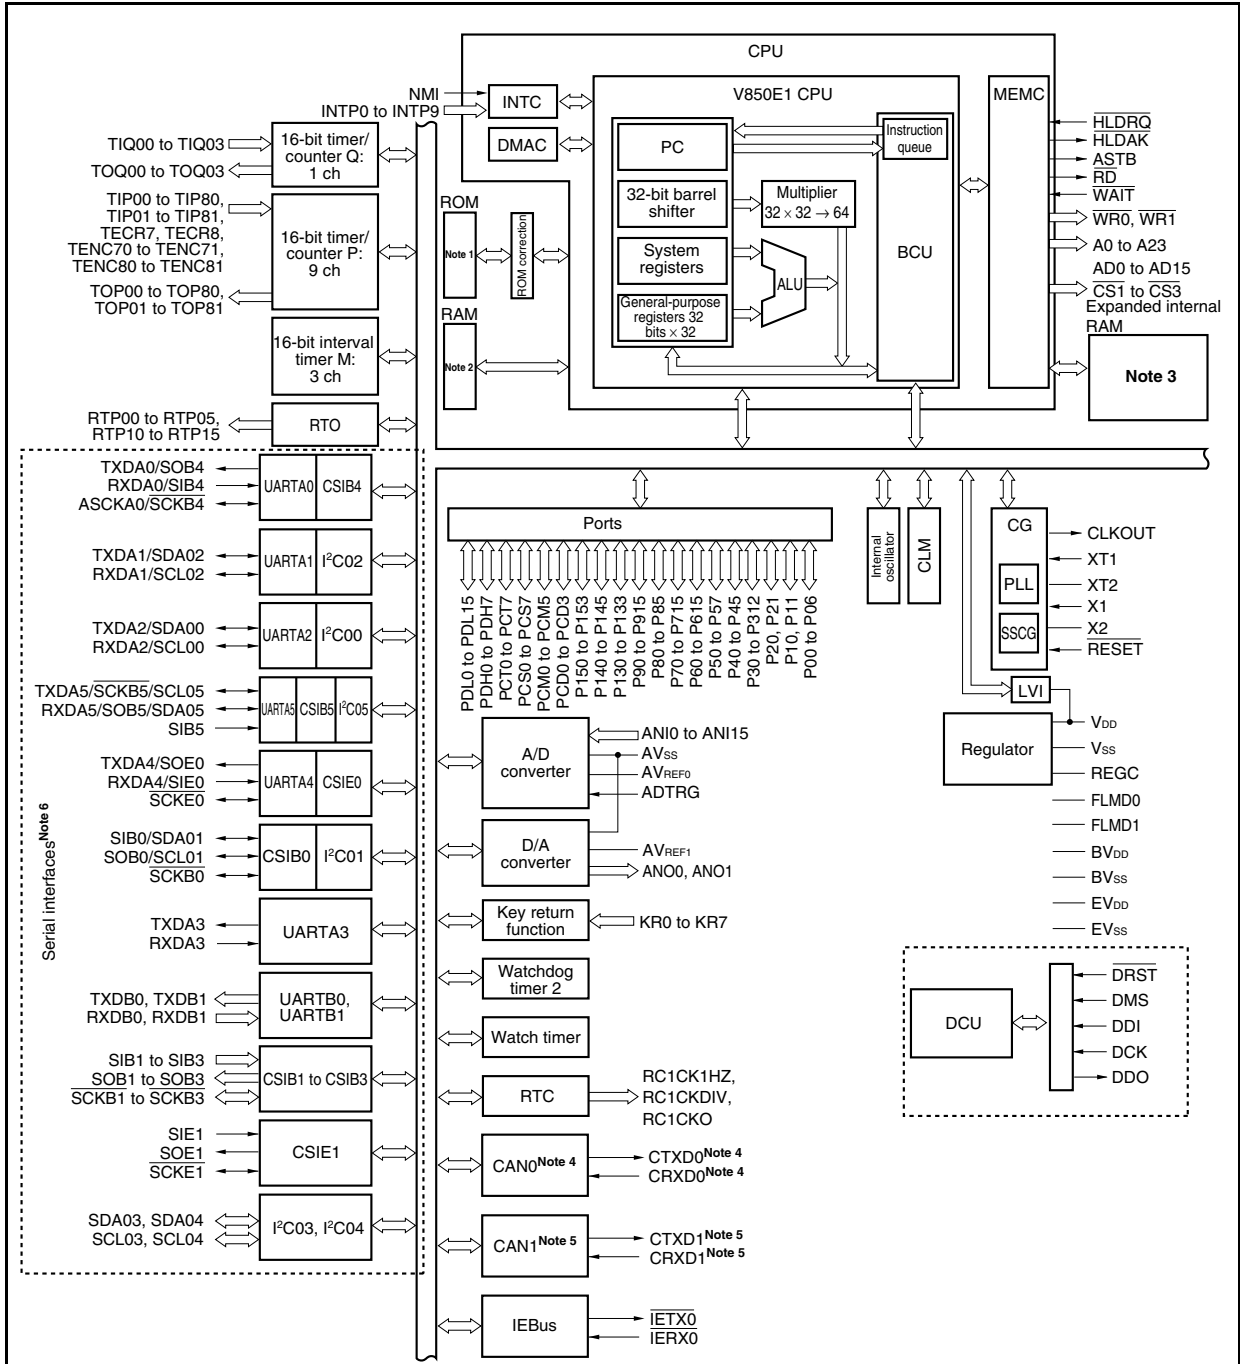 CPU
NMI
INTP0 to INTP9
INTC
DMAC
V850E1 CPU
PC
32-bit barrel
shifter
System
registers
General-purpose
registers 32
bits × 32
Multiplier
32 × 32 → 64
ALU
Instruction
queue
BCU
MEMC
HLDRQ
HLDAK
ASTB
RD
WAIT
WR0, WR1
A0 to A23
AD0 to AD15
CS1 to CS3
Expanded internal
RAM
Note 3
ROM
Note 1
ROM correction
RAM
Note 2
TIQ00 to TIQ03
TOQ00 to TOQ03
16-bit timer/
counter Q:
1 ch
TIP00 to TIP80,
TIP01 to TIP81,
TECR7, TECR8,
TENC70 to TENC71,
TENC80 to TENC81
TOP00 to TOP80,
TOP01 to TOP81
16-bit timer/
counter P:
9 ch
16-bit interval
timer M:
3 ch
RTP00 to RTP05,
RTP10 to RTP15
RTO
Serial interfaces Note 6
TXDA0/SOB4
RXDA0/SIB4
ASCKA0/SCKB4
UARTA0
CSIB4
TXDA1/SDA02
RXDA1/SCL02
UARTA1
I²C02
TXDA2/SDA00
RXDA2/SCL00
UARTA2
I²C00
TXDA5/SCKB5/SCL05
RXDA5/SOB5/SDA05
SIB5
UARTA5
CSIB5
I²C05
TXDA4/SOE0
RXDA4/SIE0
SCKE0
UARTA4
CSIE0
SIB0/SDA01
SOB0/SCL01
SCKB0
CSIB0
I²C01
TXDA3
RXDA3
UARTA3
TXDB0, TXDB1
RXDB0, RXDB1
UARTB0,
UARTB1
SIB1 to SIB3
SOB1 to SOB3
SCKB1 to SCKB3
CSIB1 to CSIB3
SIE1
SOE1
SCKE1
CSIE1
SDA03, SDA04
SCL03, SCL04
I²C03, I²C04
Ports
PDL0 to PDL15
PDH0 to PDH7
PCT0 to PCT7
PCS0 to PCS7
PCM0 to PCM5
PCD0 to PCD3
P150 to P153
P140 to P145
P130 to P133
P90 to P915
P80 to P85
P70 to P715
P60 to P615
P50 to P57
P40 to P45
P30 to P312
P20, P21
P10, P11
P00 to P06
A/D
converter
ANI0 to ANI15
AVSS
AVREF0
ADTRG
D/A
converter
AVREF1
ANO0, ANO1
Key return
function
KR0 to KR7
Watchdog
timer 2
Watch timer
RTC
RC1CK1HZ,
RC1CKDIV,
RC1CKO
CAN0 Note 4
CTXD0 Note 4
CRXD0 Note 4
CAN1 Note 5
CTXD1 Note 5
CRXD1 Note 5
IEBus
IETX0
IERX0
Internal
oscillator
CLM
CG
PLL
SSCG
CLKOUT
XT1
XT2
X1
X2
RESET
LVI
Regulator
VDD
VSS
REGC
FLMD0
FLMD1
BVDD
BVSS
EVDD
EVSS
DCU
DRST
DMS
DDI
DCK
DDO